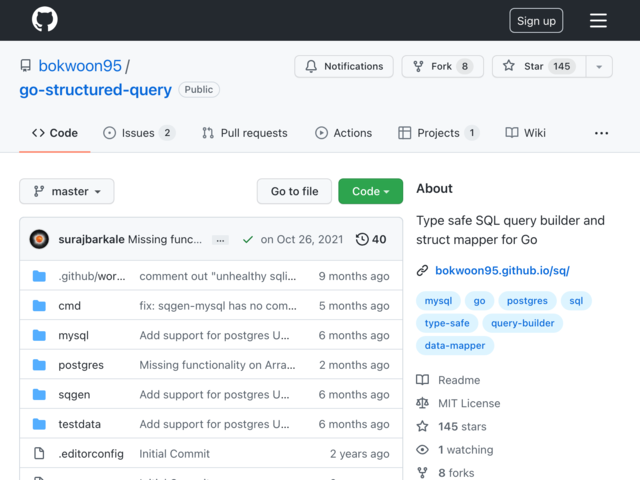 Sign up
bokwoon95 /
go-structured-query Public
Notifications
Fork 8
Star 145
Code
Issues 2
Pull requests
Actions
Projects 1
Wiki
master
Go to file
Code
surajbarkale Missing func... on Oct 26, 2021 40
.github/wor... comment out "unhealthy sqli... 9 months ago
cmd fix: sqgen-mysql has no com... 5 months ago
mysql Add support for postgres U... 6 months ago
postgres Missing functionality on Arra... 2 months ago
sqgen Add support for postgres U... 6 months ago
testdata Add support for postgres U... 6 months ago
.editorconfig Initial Commit 2 years ago
About
Type safe SQL query builder and
struct mapper for Go
bokwoon95.github.io/sq/
mysql go postgres sql
type-safe query-builder
data-mapper
Readme
MIT License
145 stars
1 watching
8 forks